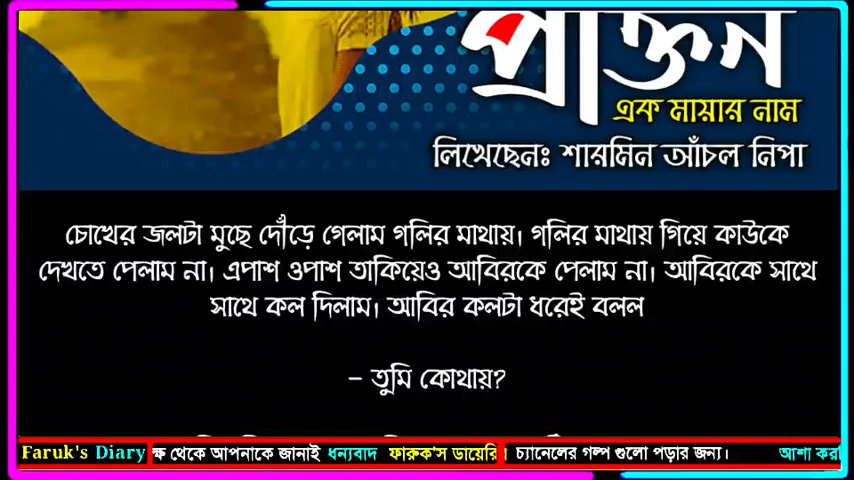 প্রাক্তন
এক মায়ার নাম
লিখেছেনঃ শারমিন আঁচল নিপা
চোখের জলটা মুছে দৌঁড়ে গেলাম গলির মাথায়। গলির মাথায় গিয়ে কাউকে
দেখতে পেলাম না। এপাশ ওপাশ তাকিয়েও আবিরকে পেলাম না। আবিরকে সাথে
সাথে কল দিলাম। আবির কলটা ধরেই বলল
– তুমি কোথায়?
Faruk's Diary ক্ষ থেকে আপনাকে জানাই ধন্যবাদ ফারুক'স ডায়েরি চ্যানেলের গল্প গুলো পড়ার জন্য। আশা